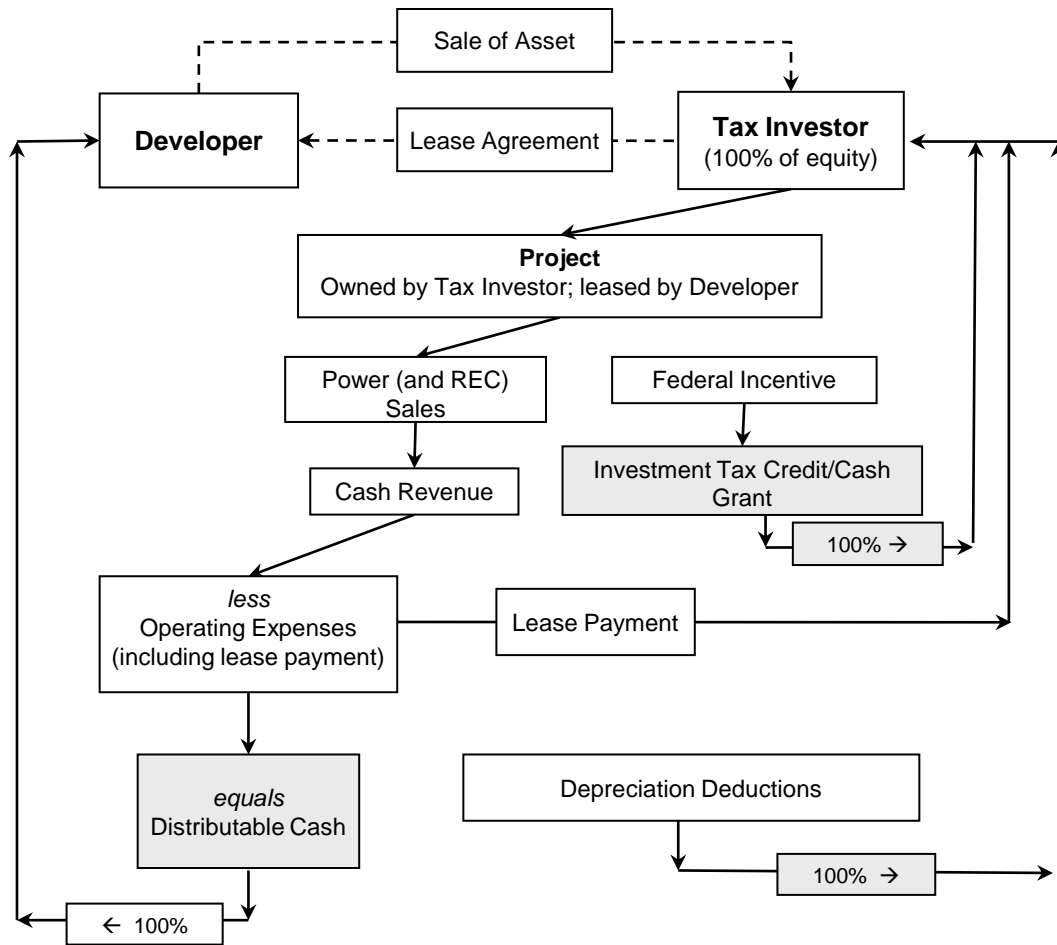 Sale of Asset
Developer
Lease Agreement
Tax Investor
(100% of equity)
Project
Owned by Tax Investor; leased by Developer
Power (and REC)
Sales
Federal Incentive
Investment Tax Credit/Cash
Grant
Cash Revenue
100% →
less
Operating Expenses
(including lease payment)
Lease Payment
equals
Distributable Cash
Depreciation Deductions
100% →
← 100%